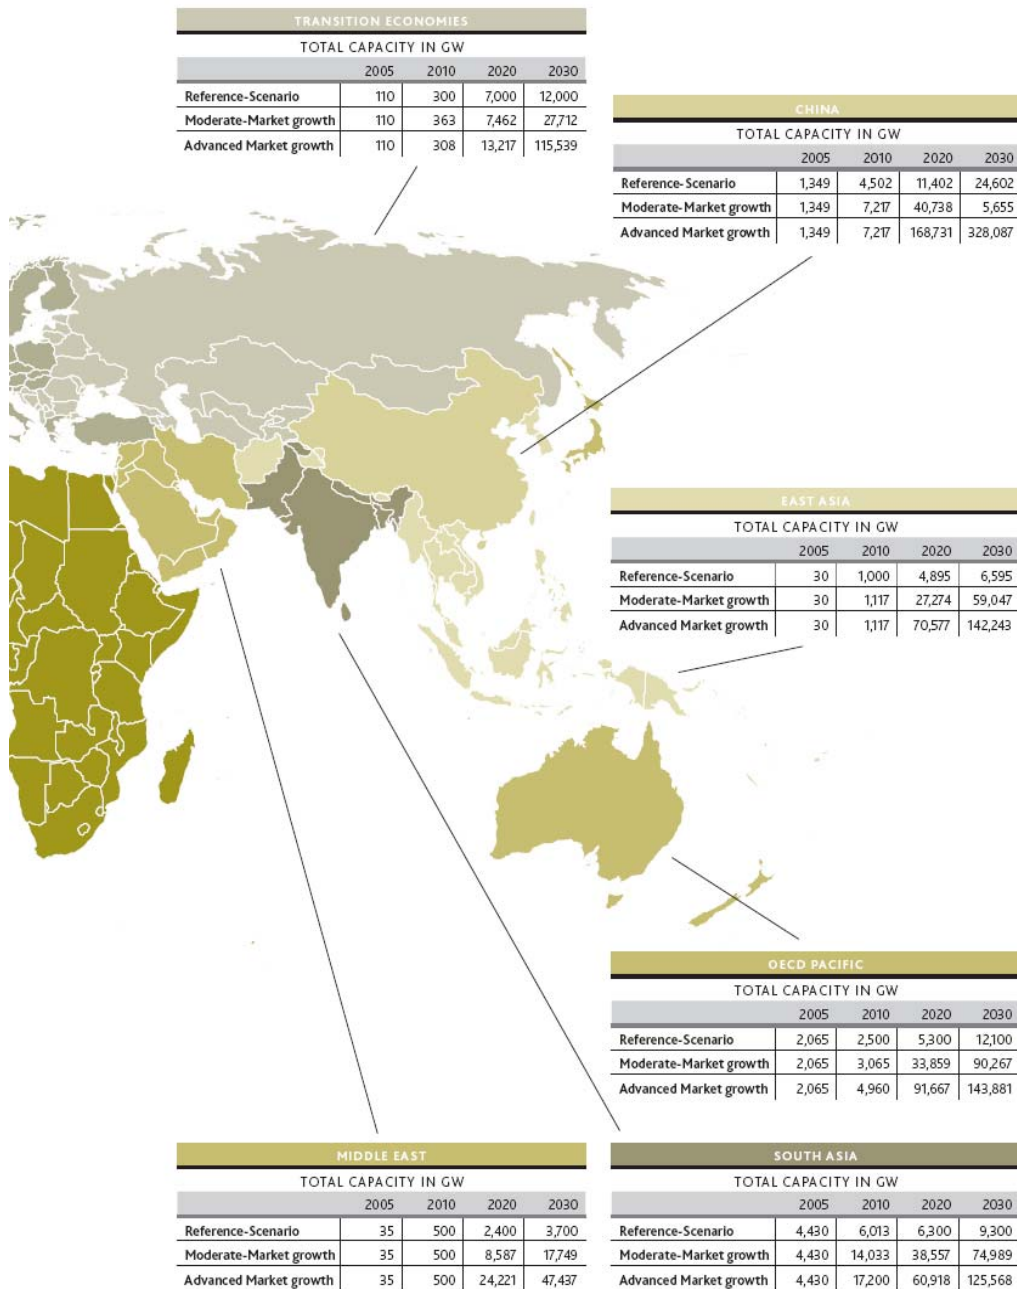 TRANSITION ECONOMIES
TOTAL CAPACITY IN GW
2005 2010 2020 2030
Reference-Scenario 110 300 7,000 12,000
Moderate-Market growth 110 363 7,462 27,712
Advanced Market growth 110 308 13,217 115,539
CHINA
TOTAL CAPACITY IN GW
2005 2010 2020 2030
Reference-Scenario 1,349 4,502 11,402 24,602
Moderate-Market growth 1,349 7,217 40,738 5,655
Advanced Market growth 1,349 7,217 168,731 328,087
EAST ASIA
TOTAL CAPACITY IN GW
2005 2010 2020 2030
Reference-Scenario 30 1,000 4,895 6,595
Moderate-Market growth 30 1,117 27,274 59,047
Advanced Market growth 30 1,117 70,577 142,243
OECD PACIFIC
TOTAL CAPACITY IN GW
2005 2010 2020 2030
Reference-Scenario 2,065 2,500 5,300 12,100
Moderate-Market growth 2,065 3,065 33,859 90,267
Advanced Market growth 2,065 4,960 91,667 143,881
MIDDLE EAST
TOTAL CAPACITY IN GW
2005 2010 2020 2030
Reference-Scenario 35 500 2,400 3,700
Moderate-Market growth 35 500 8,587 17,749
Advanced Market growth 35 500 24,221 47,437
SOUTH ASIA
TOTAL CAPACITY IN GW
2005 2010 2020 2030
Reference-Scenario 4,430 6,013 6,300 9,300
Moderate-Market growth 4,430 14,033 38,557 74,989
Advanced Market growth 4,430 17,200 60,918 125,568